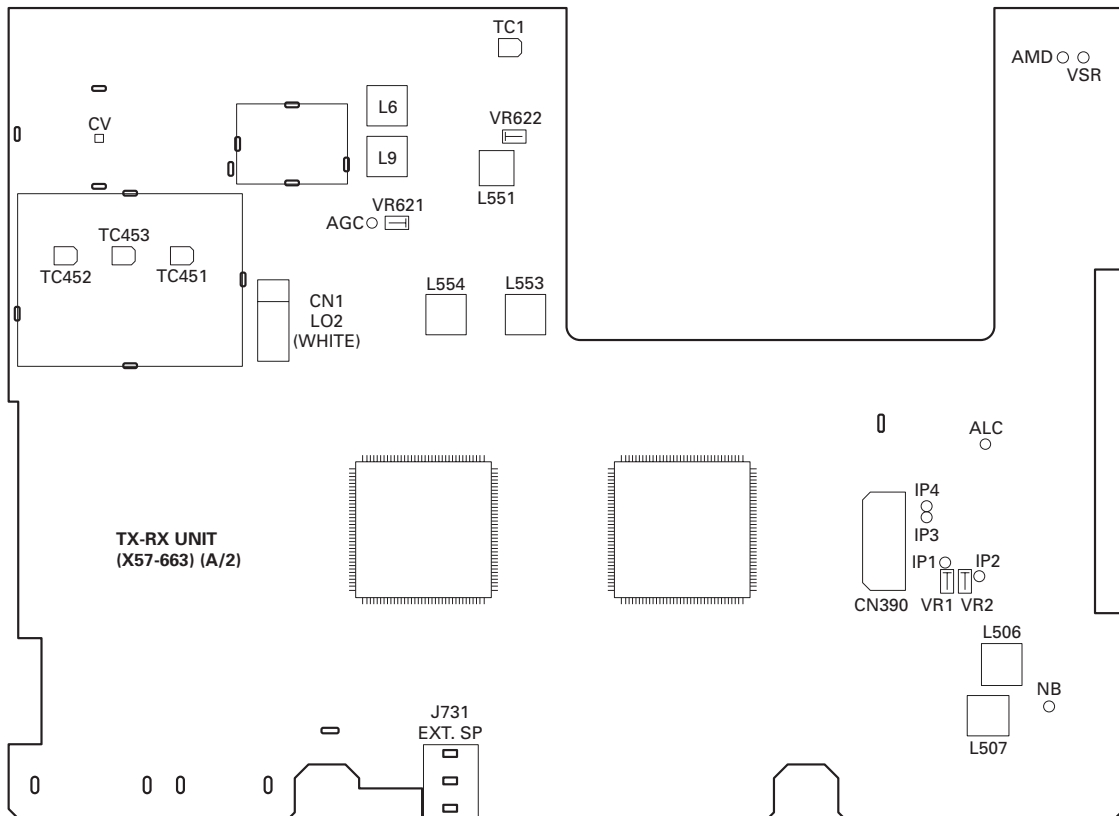 TC1
AMD
VSR
L6
CV
VR622
L9
L551
VR621
AGC
TC453
TC452
TC451
L554
L553
CN1
LO2
(WHITE)
ALC
IP4
IP3
TX-RX UNIT
(X57-663) (A/2)
IP1
IP2
CN390
VR1
VR2
L506
NB
J731
EXT. SP
L507